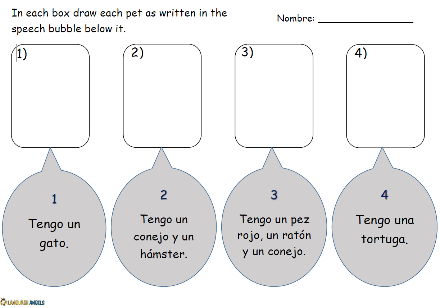 In each box draw each pet as written in the
speech bubble below it.
Nombre:
1)
2)
3)
4)
1
Tengo un
gato.
2
Tengo un
conejo y un
hámster.
3
Tengo un pez
rojo, un ratón
y un conejo.
4
Tengo una
tortuga.
LANGUAGE ANGELS